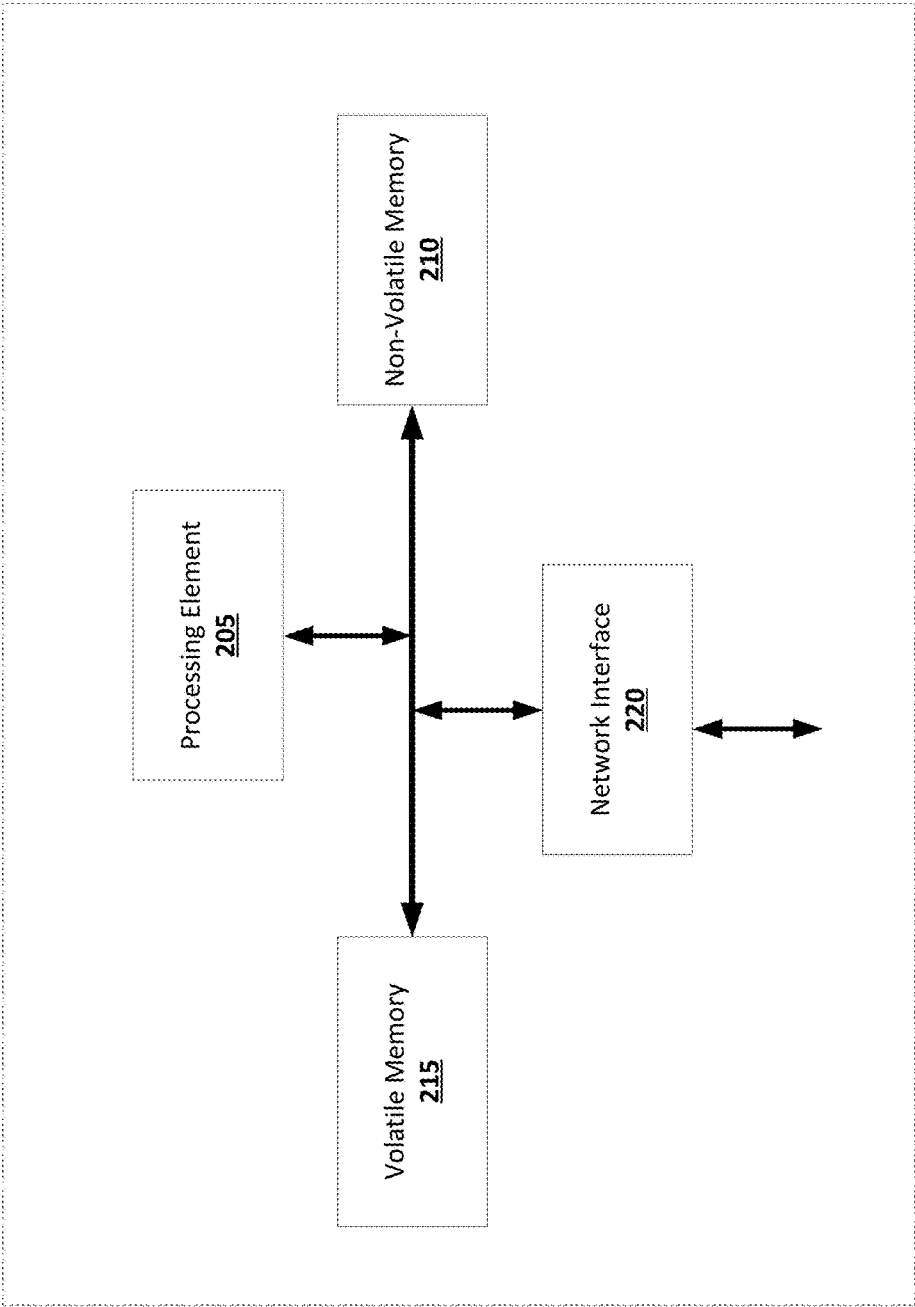 Processing Element
205
Volatile Memory
215
Non-Volatile Memory
210
Network Interface
220